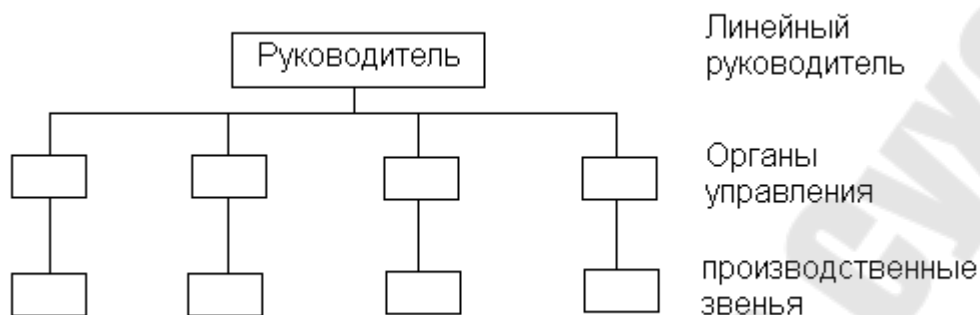 Линейный
руководитель
Руководитель
Органы
управления
производственные
звенья